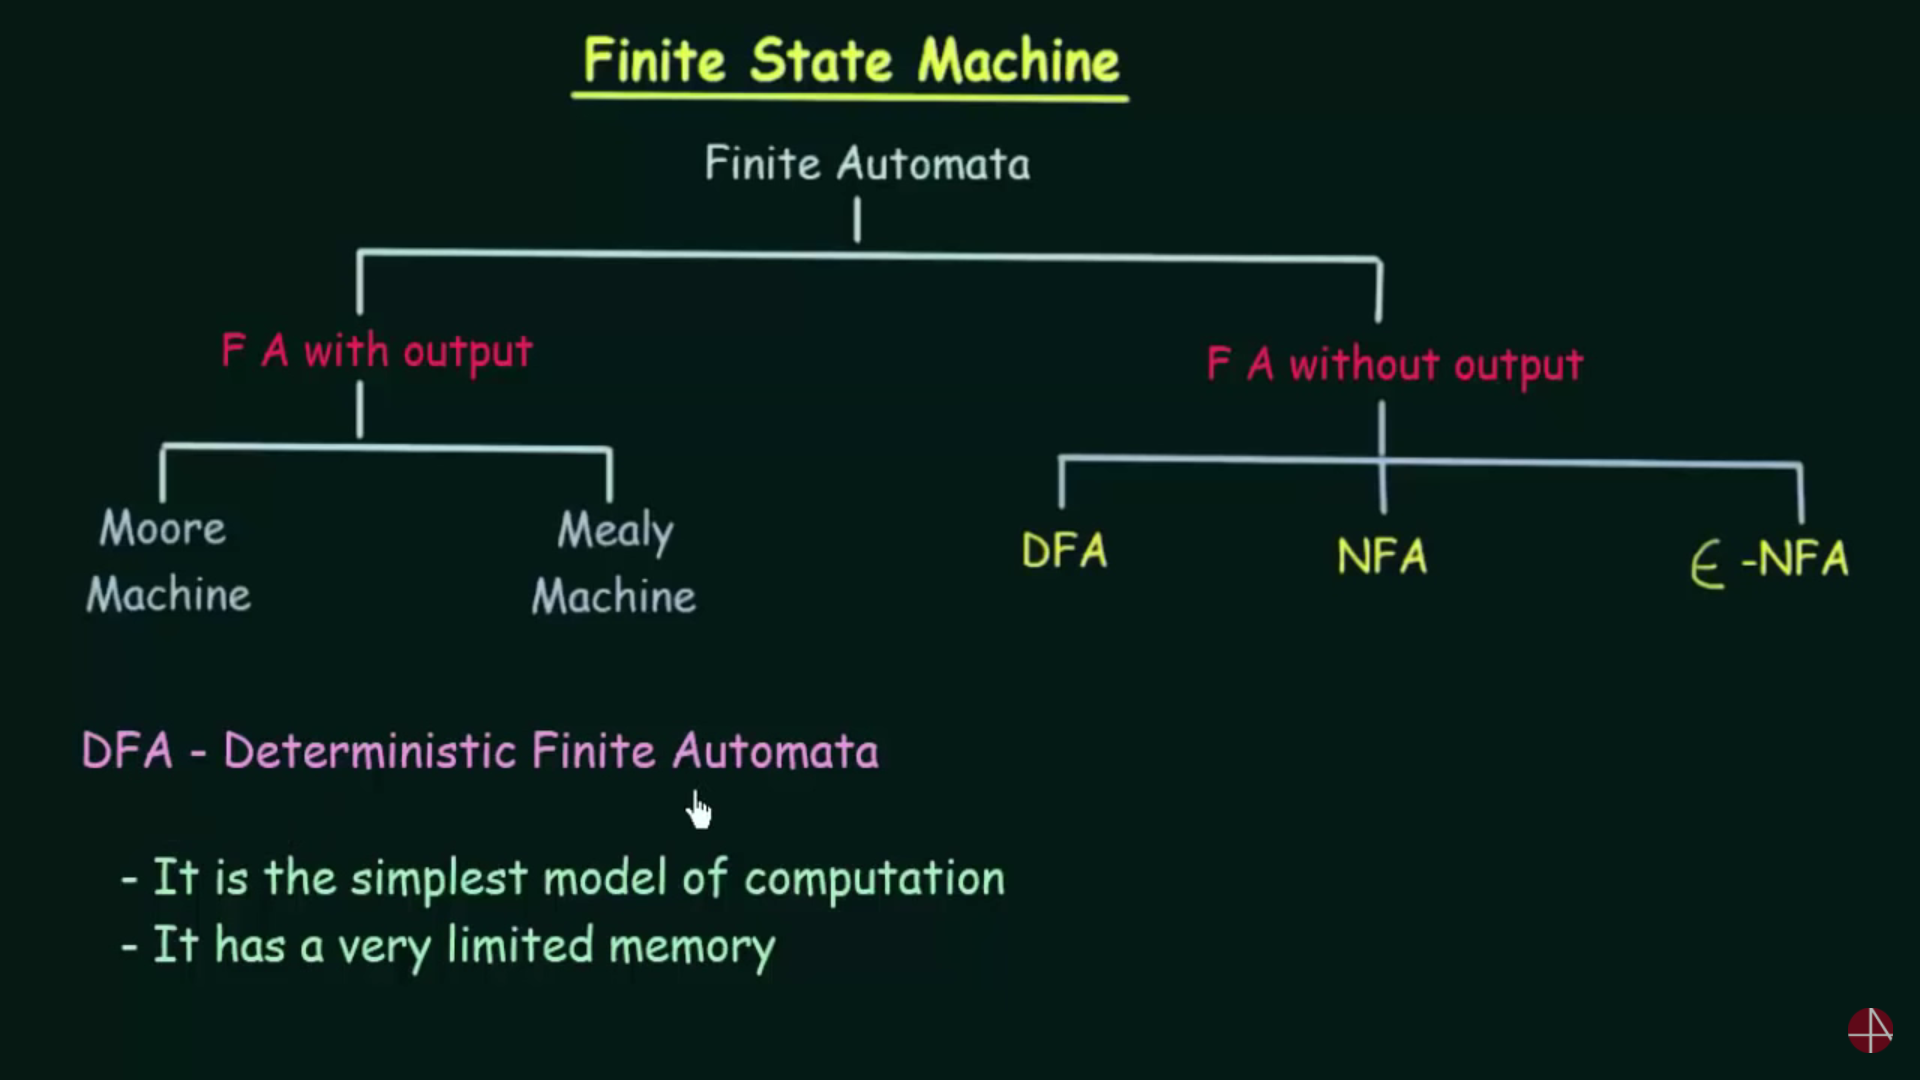 Finite State Machine
Finite Automata
F A with output
F A without output
Moore
Machine
Mealy
Machine
DFA
NFA
∈ -NFA
DFA - Deterministic Finite Automata
- It is the simplest model of computation
- It has a very limited memory